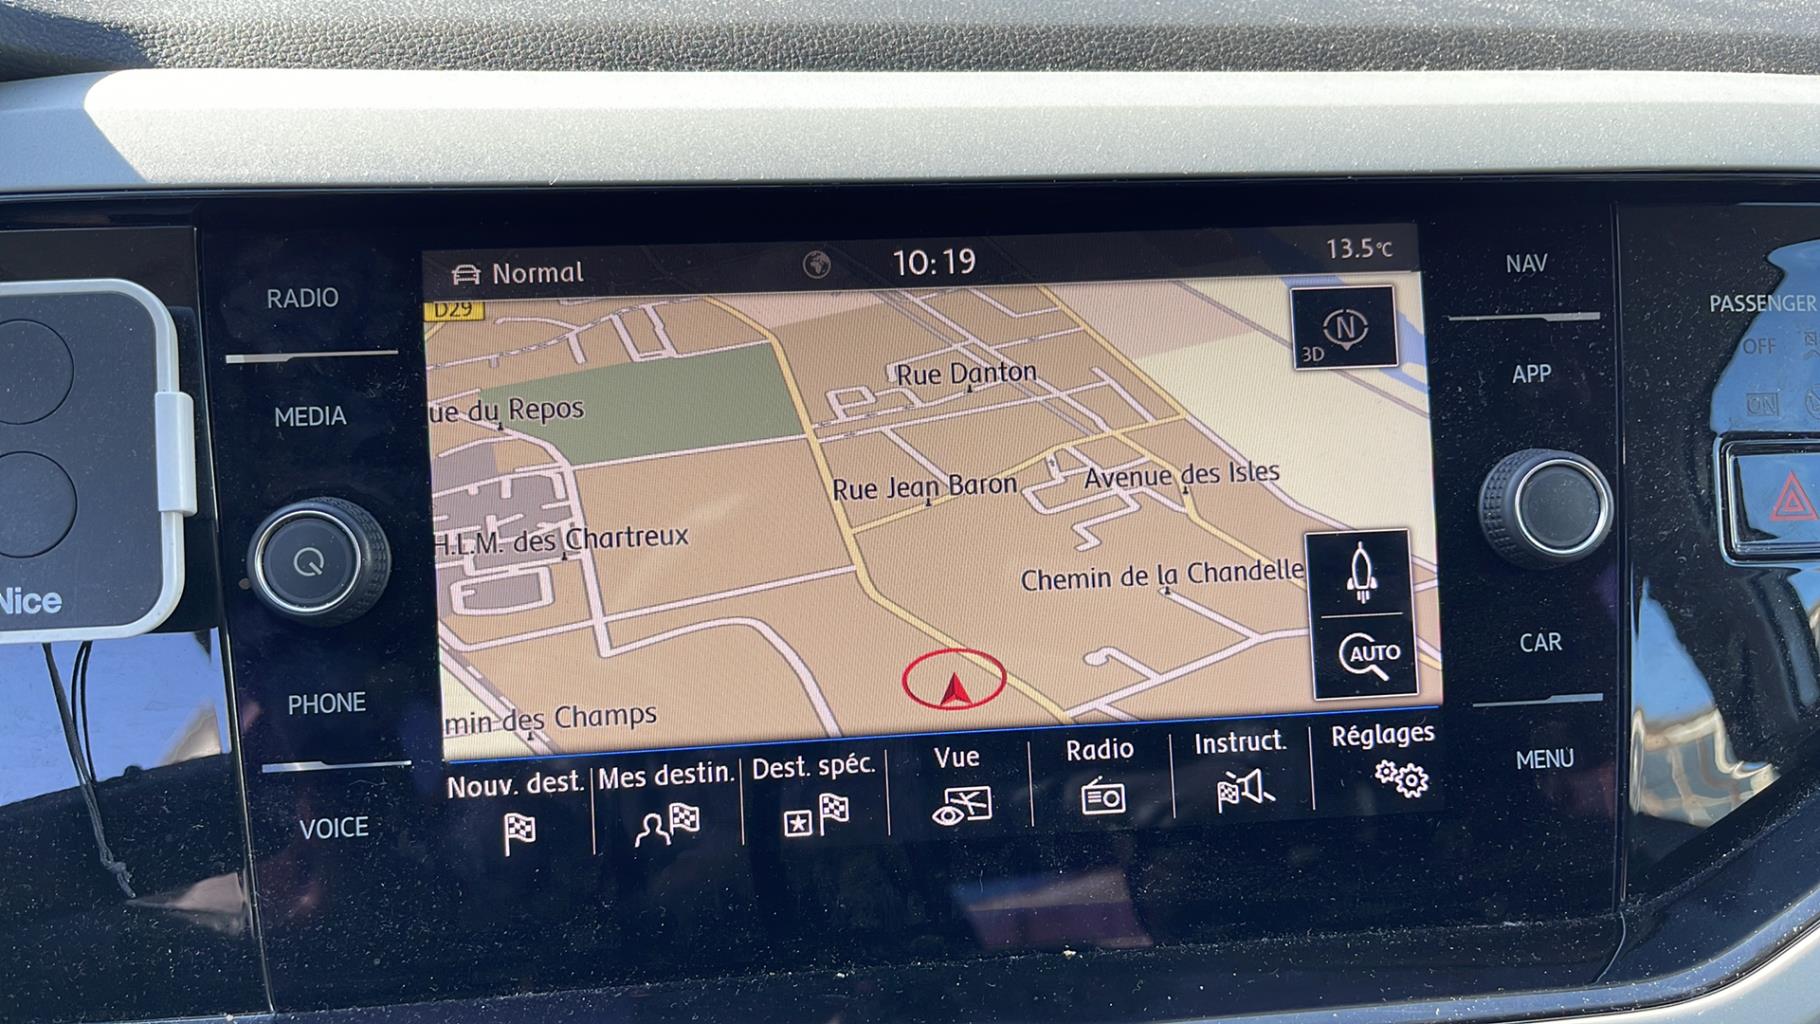 RADIO
MEDIA
PHONE
VOICE
Nice
Normal
10:19
13.5°C
D29
N
3D
Rue Danton
ue du Repos
Rue Jean Baron
Avenue des Isles
H.L.M. des Chartreux
Chemin de la Chandelle
AUTO
min des Champs
Nouv. dest.
Mes destin.
Dest. spéc.
Vue
Radio
Instruct.
Réglages
NAV
APP
CAR
MENU
PASSENGER
OFF
ON